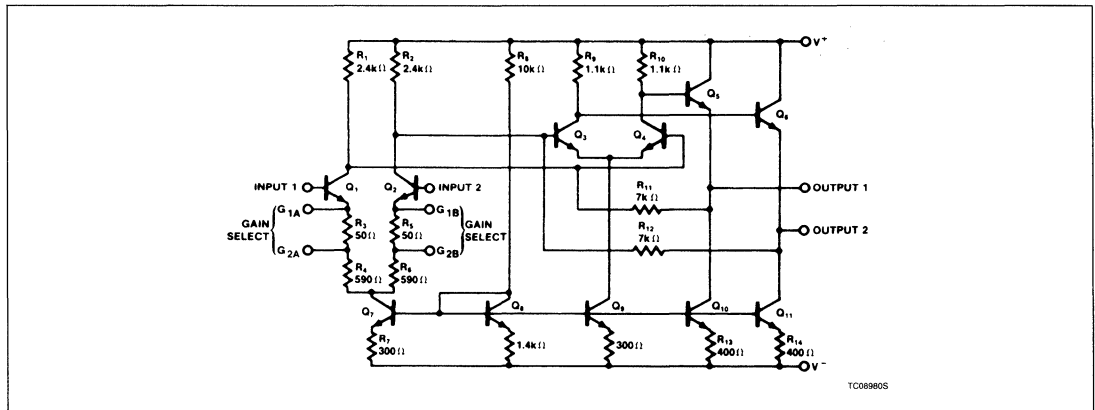 V+
R1
2.4kΩ
R2
2.4kΩ
R8
10kΩ
R9
1.1kΩ
R10
1.1kΩ
Q5
Q6
Q3
Q4
INPUT 1
Q1
Q2
INPUT 2
R11
7kΩ
OUTPUT 1
G1A
G1B
GAIN
SELECT
R3
50Ω
R5
50Ω
GAIN
SELECT
R12
7kΩ
OUTPUT 2
G2A
G2B
R4
590Ω
R6
590Ω
Q7
Q8
Q9
Q10
Q11
R7
300Ω
1.4kΩ
300Ω
R13
400Ω
R14
400Ω
V−
TC08980S